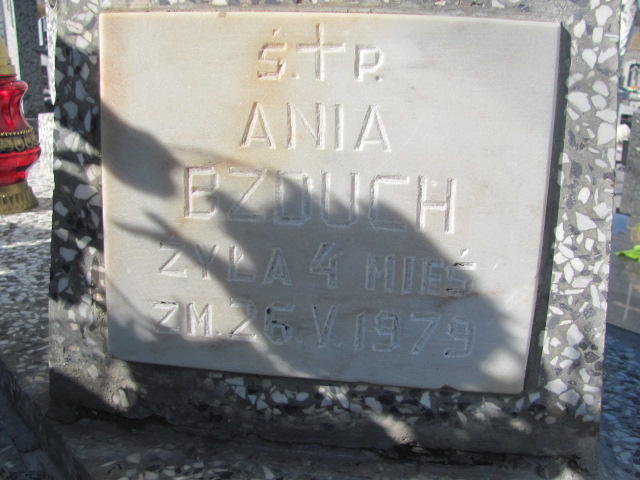 Ś.†P.
ANIA
BZDUCH
ŻYŁA 4 MIEŚ
ZM. 26.V.1979